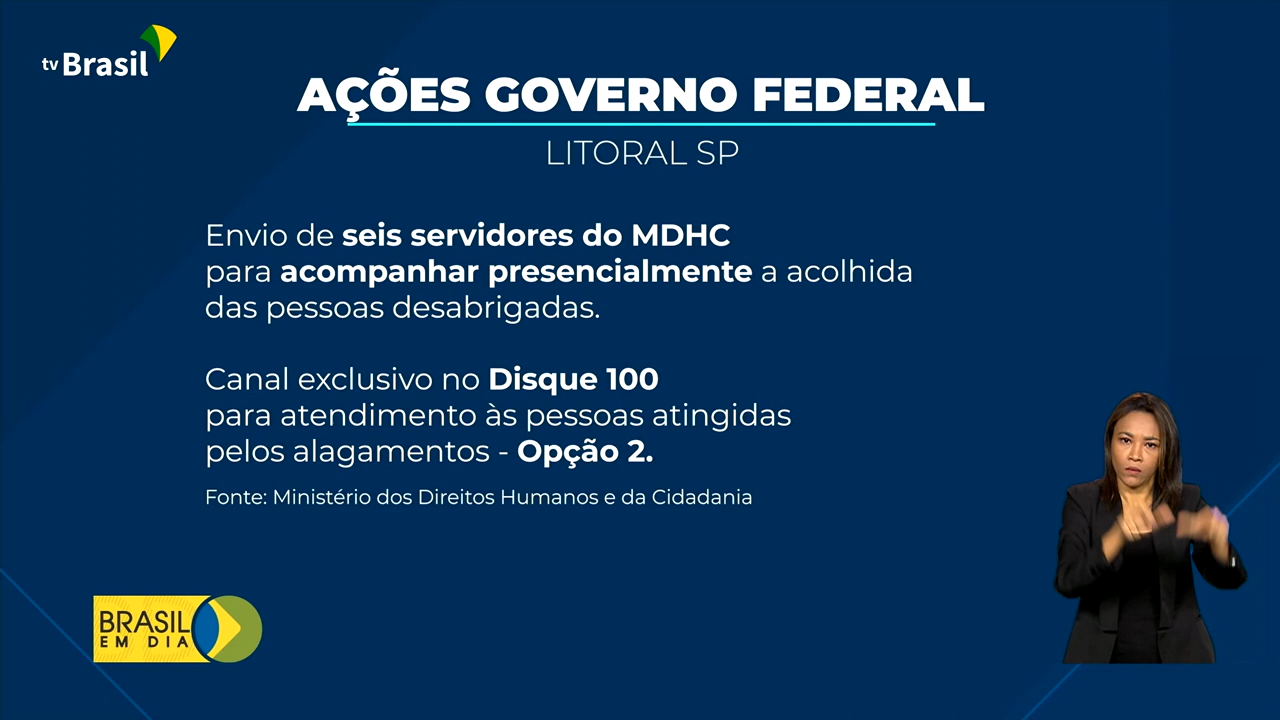 tv Brasil
AÇÕES GOVERNO FEDERAL
LITORAL SP
Envio de seis servidores do MDHC
para acompanhar presencialmente a acolhida
das pessoas desabrigadas.
Canal exclusivo no Disque 100
para atendimento às pessoas atingidas
pelos alagamentos - Opção 2.
Fonte: Ministério dos Direitos Humanos e da Cidadania
BRASIL
EM DIA